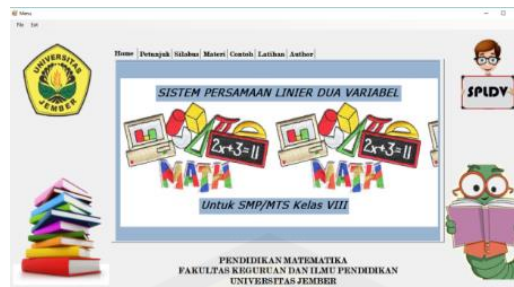 Menu
File Exit
Home Petunjuk Silabus Materi Contoh Latihan Author
UNIVERSITAS
JEMBER
SISTEM PERSAMAAN LINIER DUA VARIABEL
2x+3=11
MATH
2x+3=11
MATH
SPLDV
Untuk SMP/MTS Kelas VIII
PENDIDIKAN MATEMATIKA
FAKULTAS KEGURUAN DAN ILMU PENDIDIKAN
UNIVERSITAS JEMBER